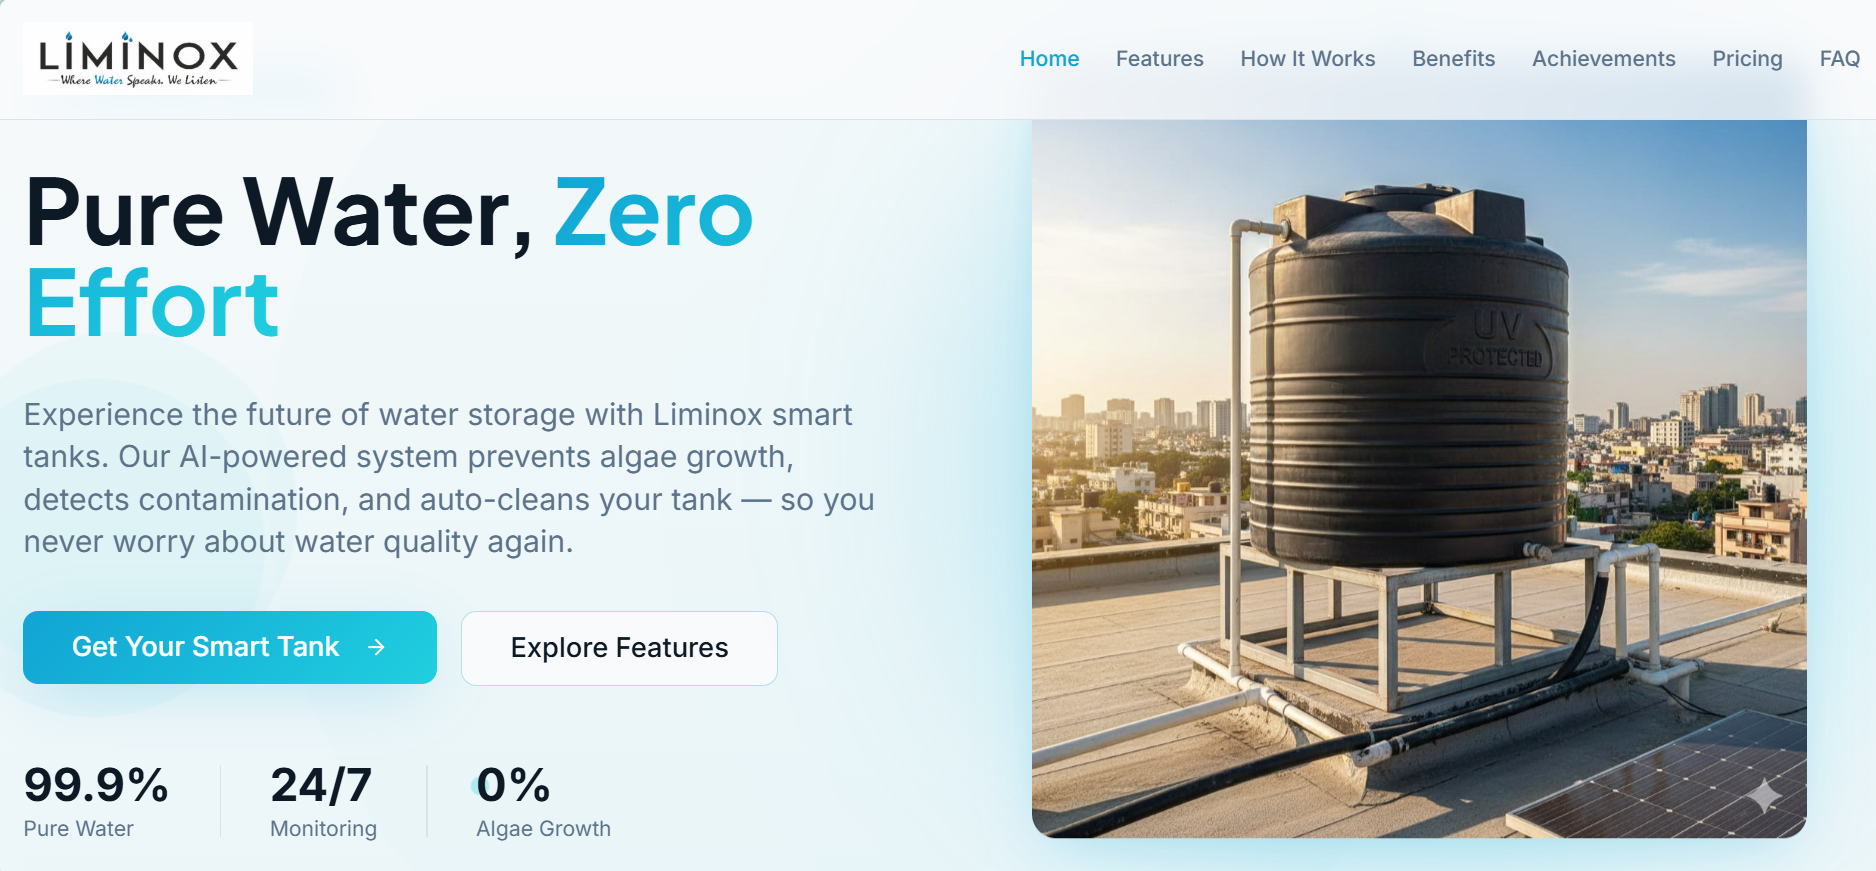 LIMINOX
Where Water Speaks. We Listen
Home Features How It Works Benefits Achievements Pricing FAQ
Pure Water, Zero
Effort
Experience the future of water storage with Liminox smart
tanks. Our AI-powered system prevents algae growth,
detects contamination, and auto-cleans your tank — so you
never worry about water quality again.
Get Your Smart Tank →
Explore Features
99.9%
Pure Water
24/7
Monitoring
0%
Algae Growth
UV
PROTECTED